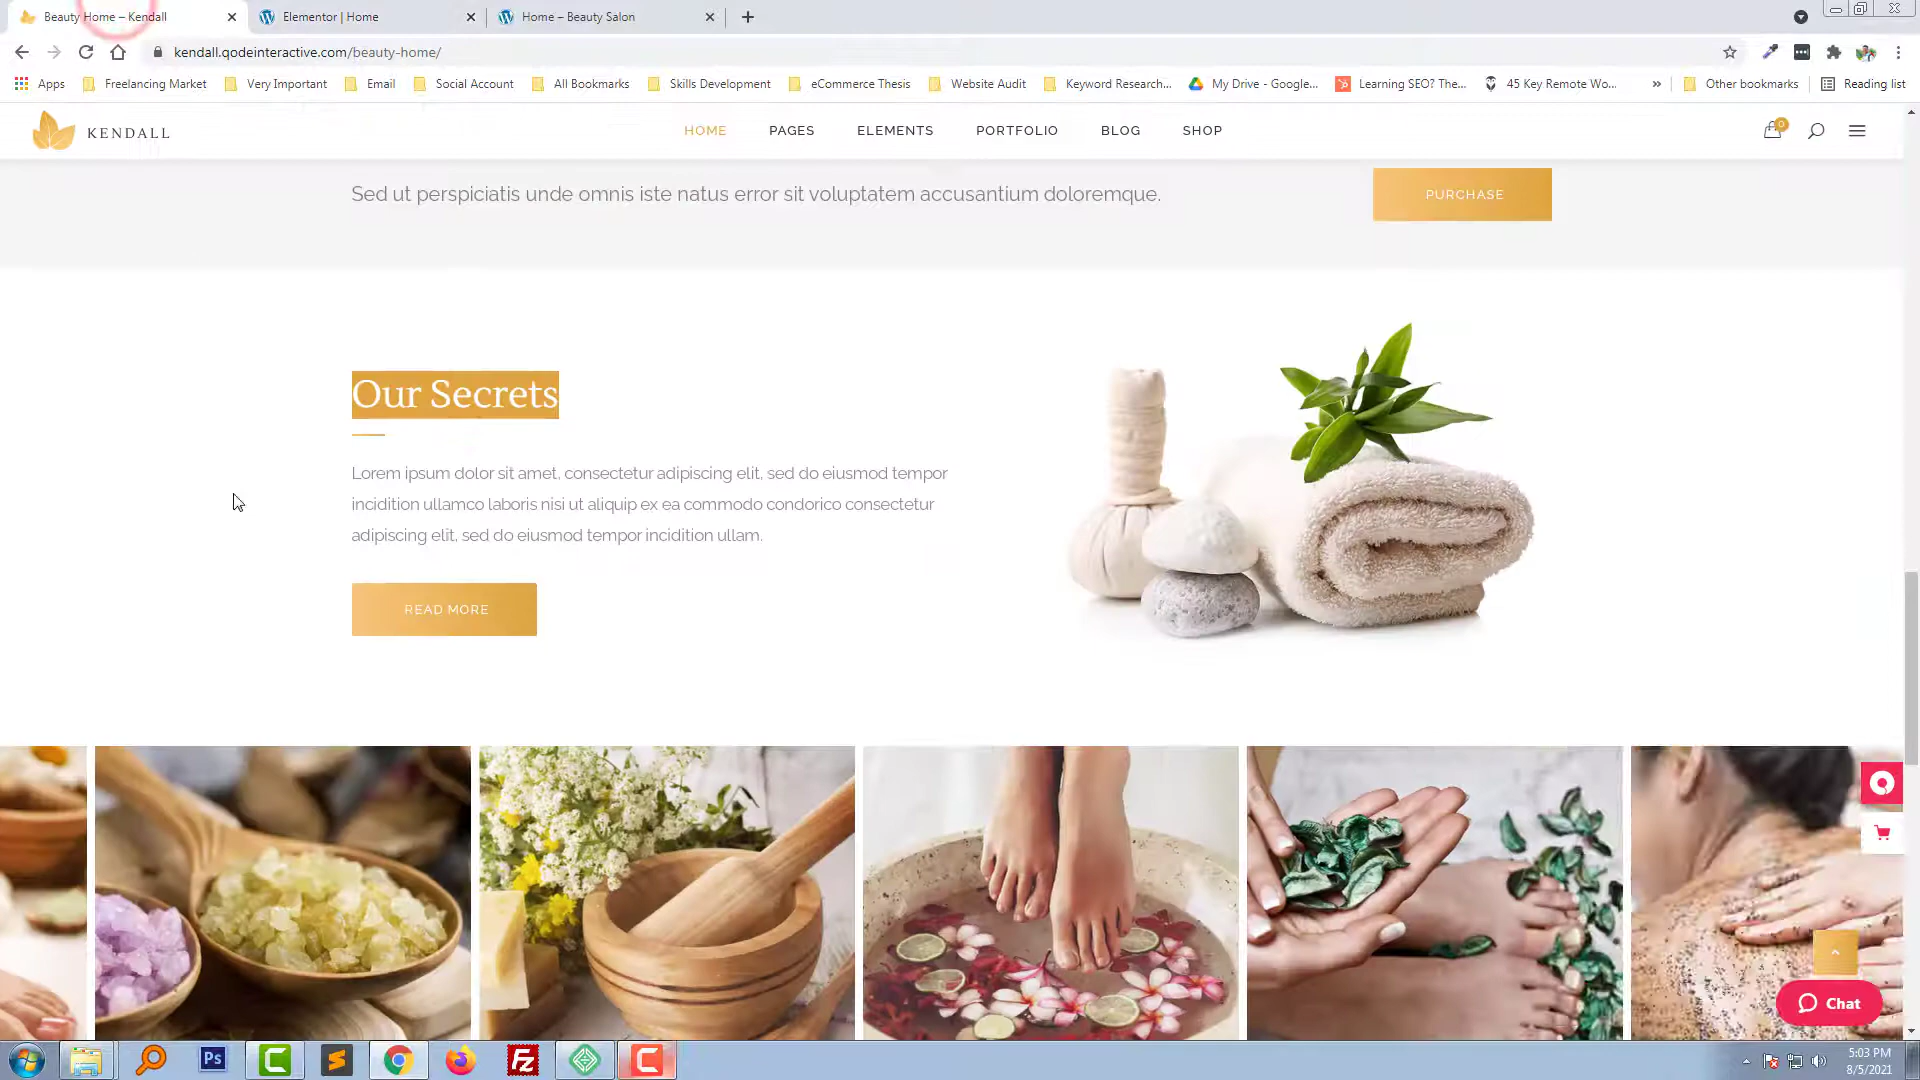 Beauty Home – Kendall
Elementor | Home
Home – Beauty Salon
kendall.qodeinteractive.com/beauty-home/
Apps
Freelancing Market
Very Important
Email
Social Account
All Bookmarks
Skills Development
eCommerce Thesis
Website Audit
Keyword Research...
My Drive - Google...
Learning SEO? The...
45 Key Remote Wo...
»
Other bookmarks
Reading list
KENDALL
HOME
PAGES
ELEMENTS
PORTFOLIO
BLOG
SHOP
0
Sed ut perspiciatis unde omnis iste natus error sit voluptatem accusantium doloremque.
PURCHASE
Our Secrets
Lorem ipsum dolor sit amet, consectetur adipiscing elit, sed do eiusmod tempor
incidition ullamco laboris nisi ut aliquip ex ea commodo condorico consectetur
adipiscing elit, sed do eiusmod tempor incidition ullam.
READ MORE
Chat
Ps
Fz
5:03 PM
8/5/2021